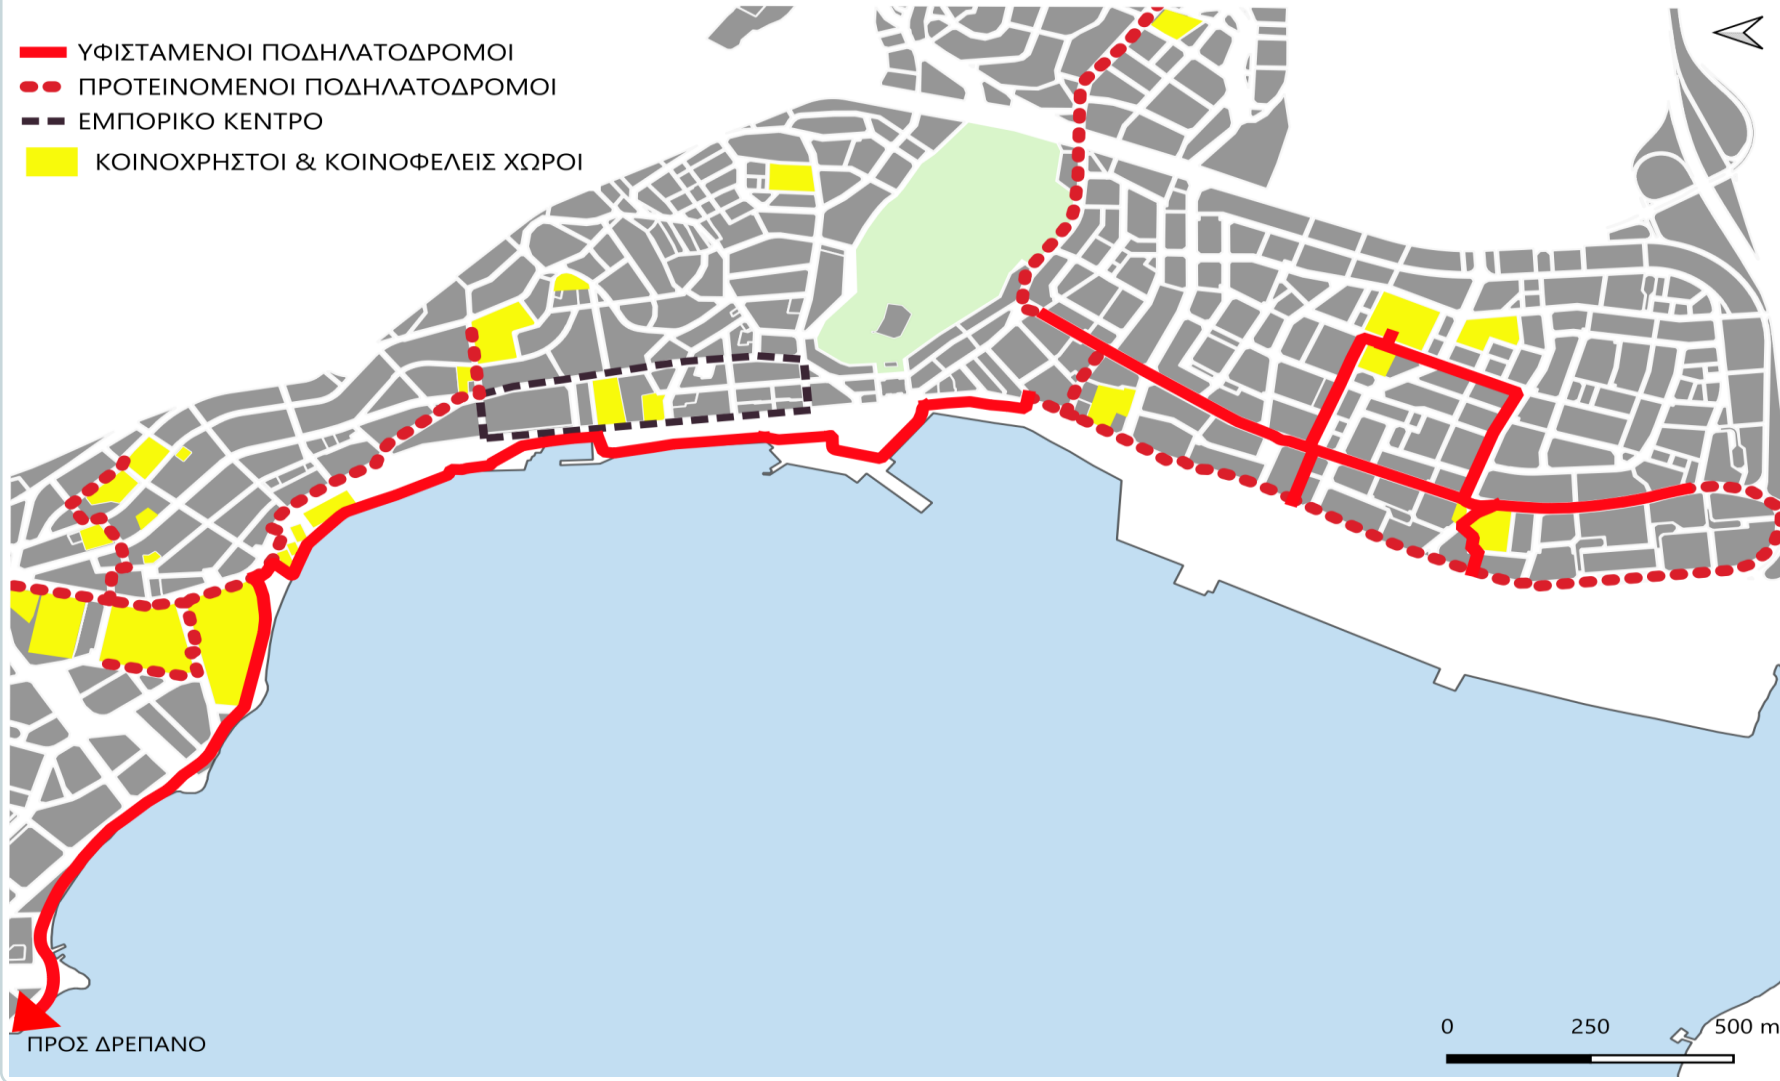 ΥΦΙΣΤΑΜΕΝΟΙ ΠΟΔΗΛΑΤΟΔΡΟΜΟΙ
ΠΡΟΤΕΙΝΟΜΕΝΟΙ ΠΟΔΗΛΑΤΟΔΡΟΜΟΙ
ΕΜΠΟΡΙΚΟ ΚΕΝΤΡΟ
ΚΟΙΝΟΧΡΗΣΤΟΙ & ΚΟΙΝΟΦΕΛΕΙΣ ΧΩΡΟΙ
0 250 500 m
ΠΡΟΣ ΔΡΕΠΑΝΟ